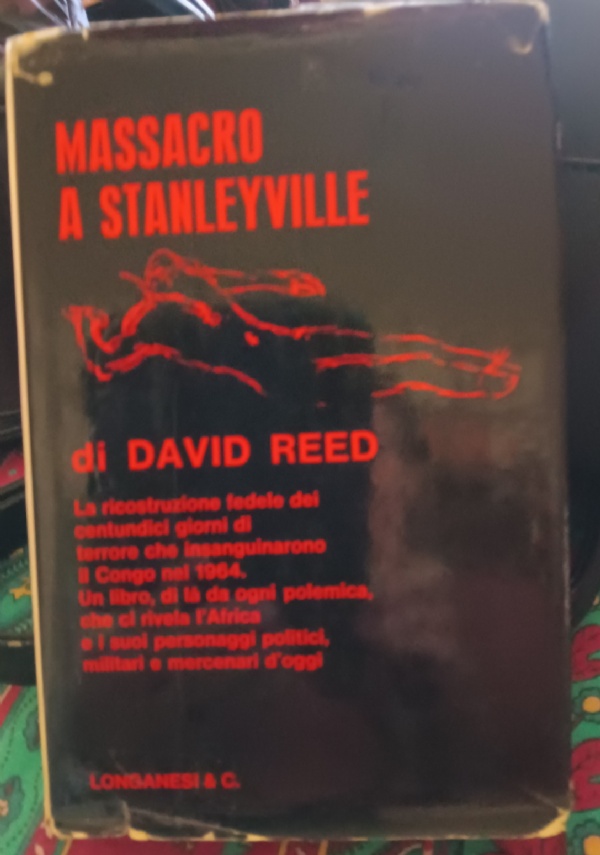 MASSACRO
A STANLEYVILLE
di DAVID REED
La ricostruzione fedele dei
centundici giorni di
terrore che insanguinarono
il Congo nel 1964.
Un libro, di là da ogni polemica,
che ci rivela l'Africa
e i suoi personaggi politici,
militari e mercenari d'oggi
LONGANESI & C.